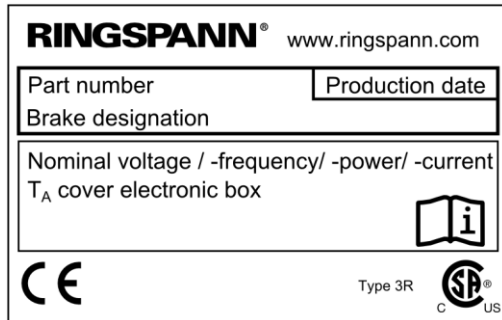 RINGSPANN® www.ringspann.com
Part number Production date
Brake designation
Nominal voltage / -frequency/ -power/ -current
TA cover electronic box
i
CE Type 3R C SA® US